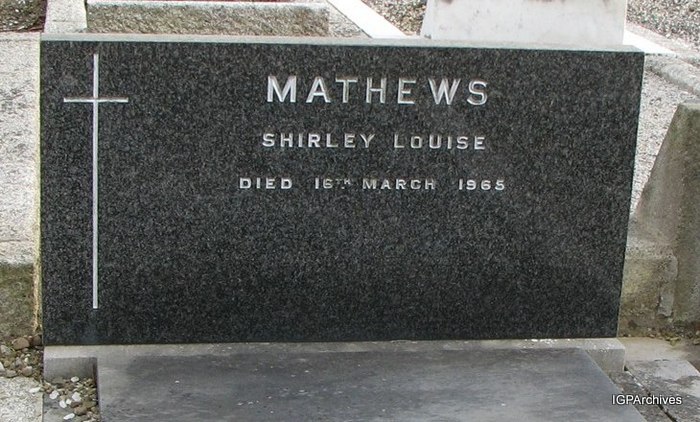 MATHEWS
SHIRLEY LOUISE
DIED 16TH MARCH 1965
IGPArchives